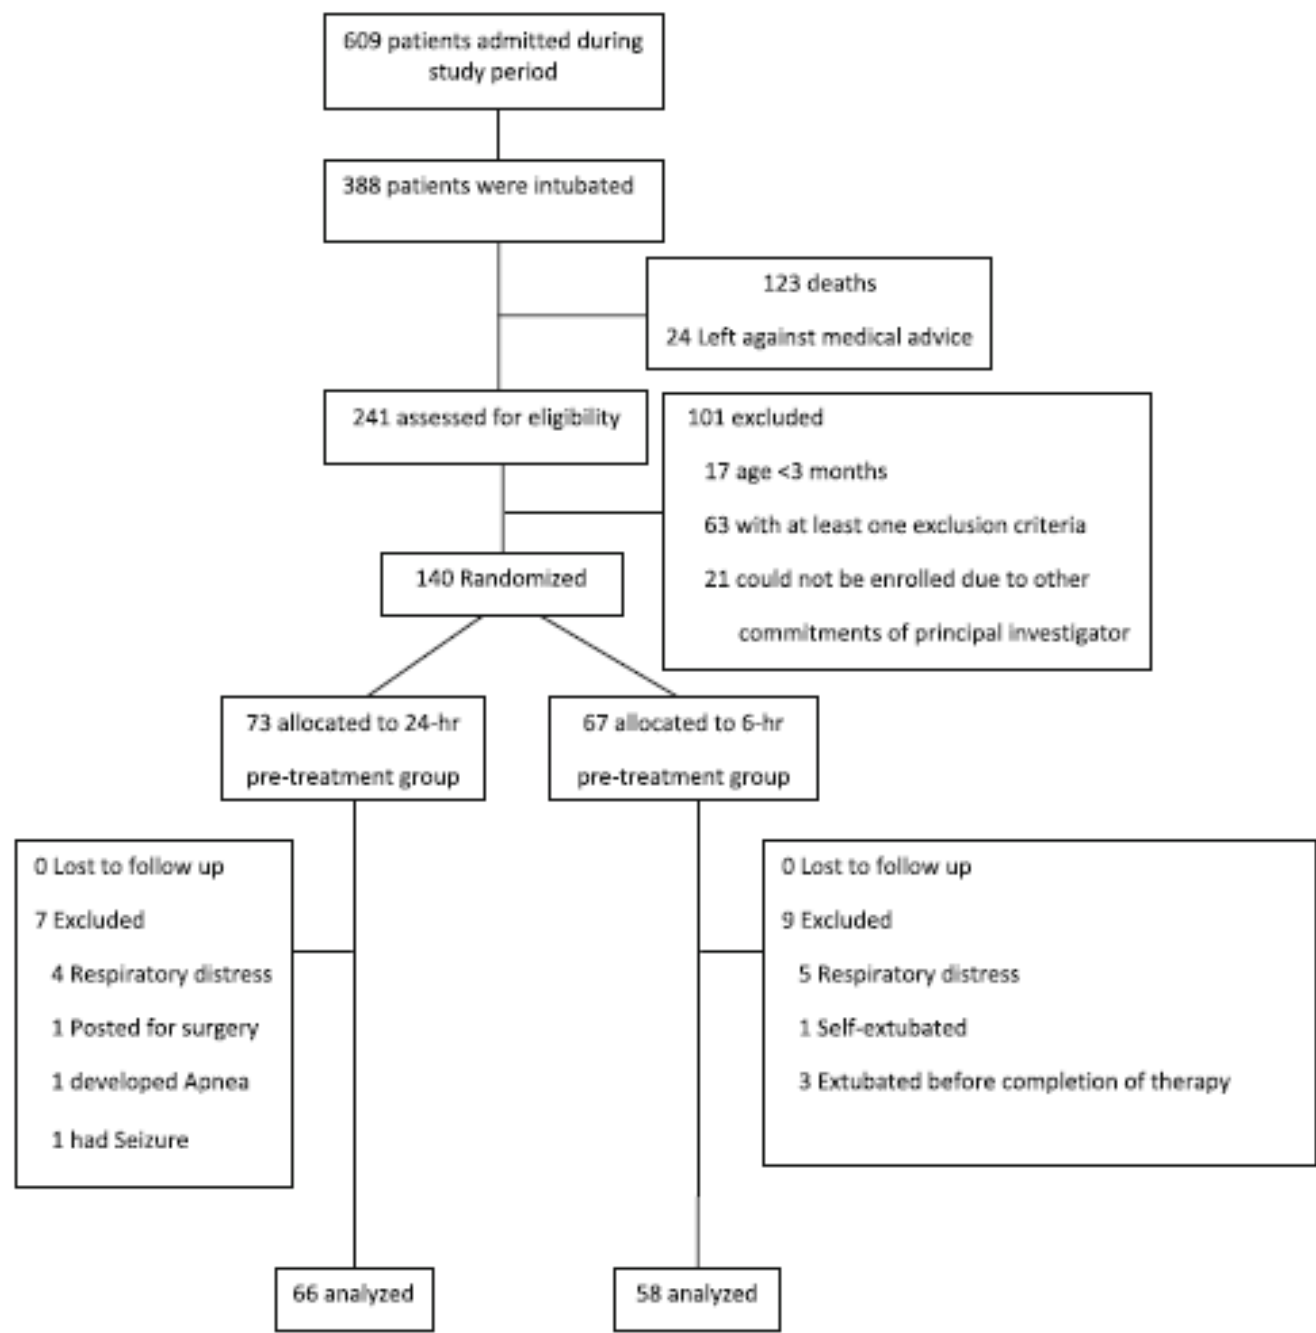 609 patients admitted during
study period
388 patients were intubated
123 deaths
24 Left against medical advice
241 assessed for eligibility
101 excluded
17 age <3 months
63 with at least one exclusion criteria
21 could not be enrolled due to other
commitments of principal investigator
140 Randomized
73 allocated to 24-hr
pre-treatment group
67 allocated to 6-hr
pre-treatment group
0 Lost to follow up
7 Excluded
4 Respiratory distress
1 Posted for surgery
1 developed Apnea
1 had Seizure
0 Lost to follow up
9 Excluded
5 Respiratory distress
1 Self-extubated
3 Extubated before completion of therapy
66 analyzed
58 analyzed